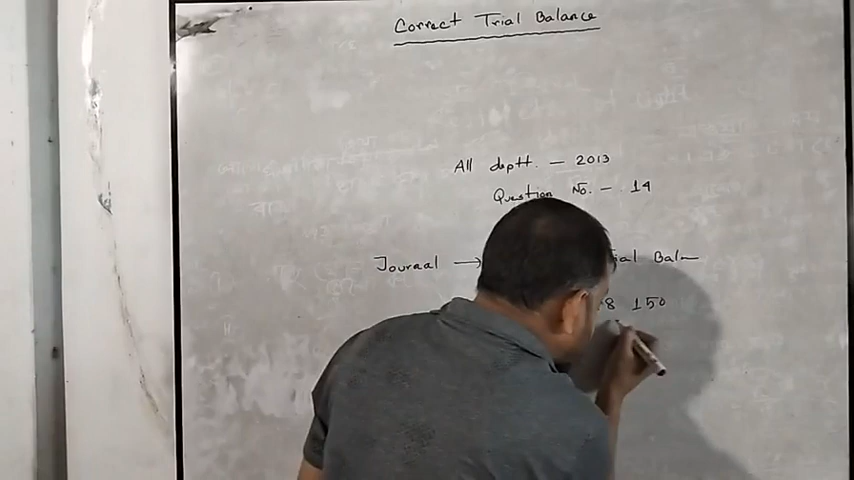 Correct Trial Balance
All deptt. – 2013
Question No. – 14
Journal → ial Bal
8 150